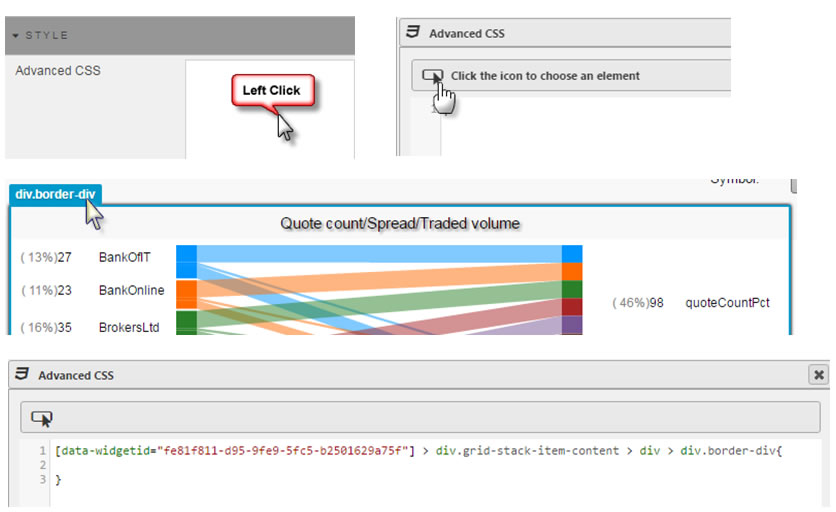 STYLE
Advanced CSS
Left Click
Advanced CSS
Click the icon to choose an element
1
Symbol:
div.border-div
Quote count/Spread/Traded volume
( 13%)27 BankOfIT
( 11%)23 BankOnline
( 46%)98 quoteCountPct
( 16%)35 BrokersLtd
Advanced CSS
1 [data-widgetid="fe81f811-d95-9fe9-5fc5-b2501629a75f"] > div.grid-stack-item-content > div > div.border-div{
2
3 }